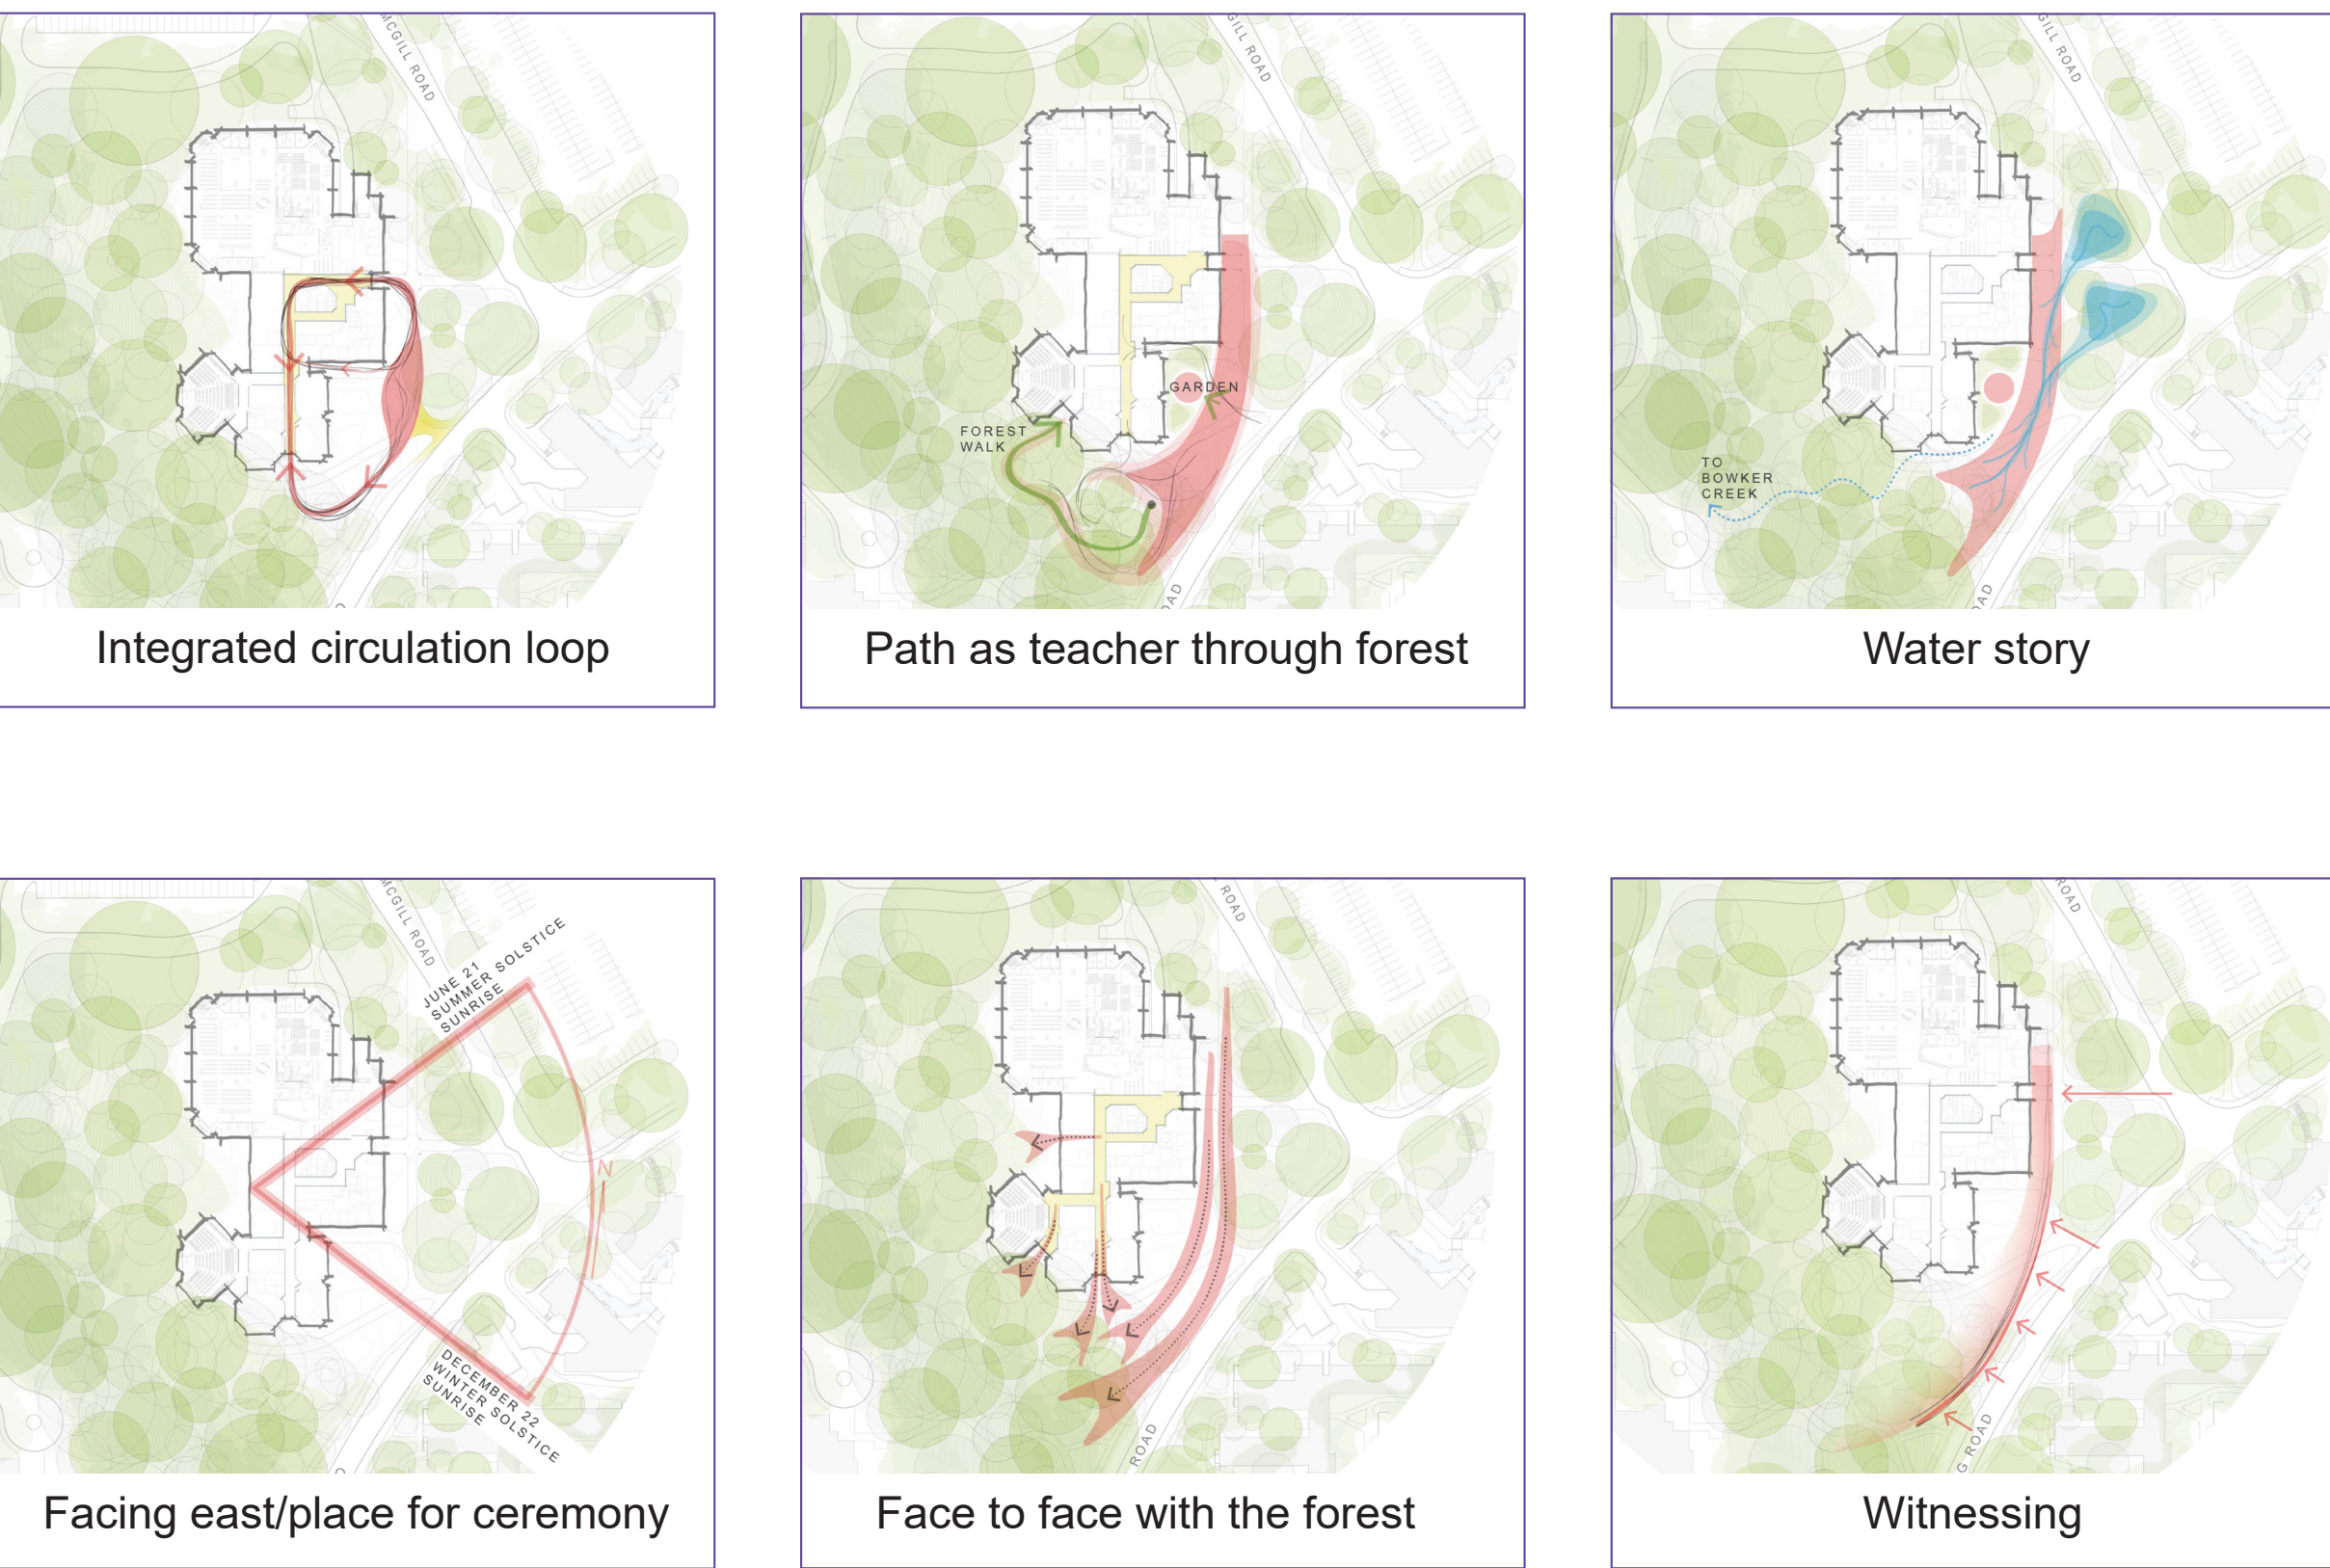 MCGILL ROAD
Integrated circulation loop
GILL ROAD
GARDEN
FOREST
WALK
OAD
Path as teacher through forest
GILL ROAD
TO
BOWKER
CREEK
OAD
Water story
MCGILL ROAD
JUNE 21
SUMMER SOLSTICE
SUNRISE
N
DECEMBER 22
WINTER SOLSTICE
SUNRISE
Facing east/place for ceremony
ROAD
ROAD
Face to face with the forest
ROAD
G ROAD
Witnessing